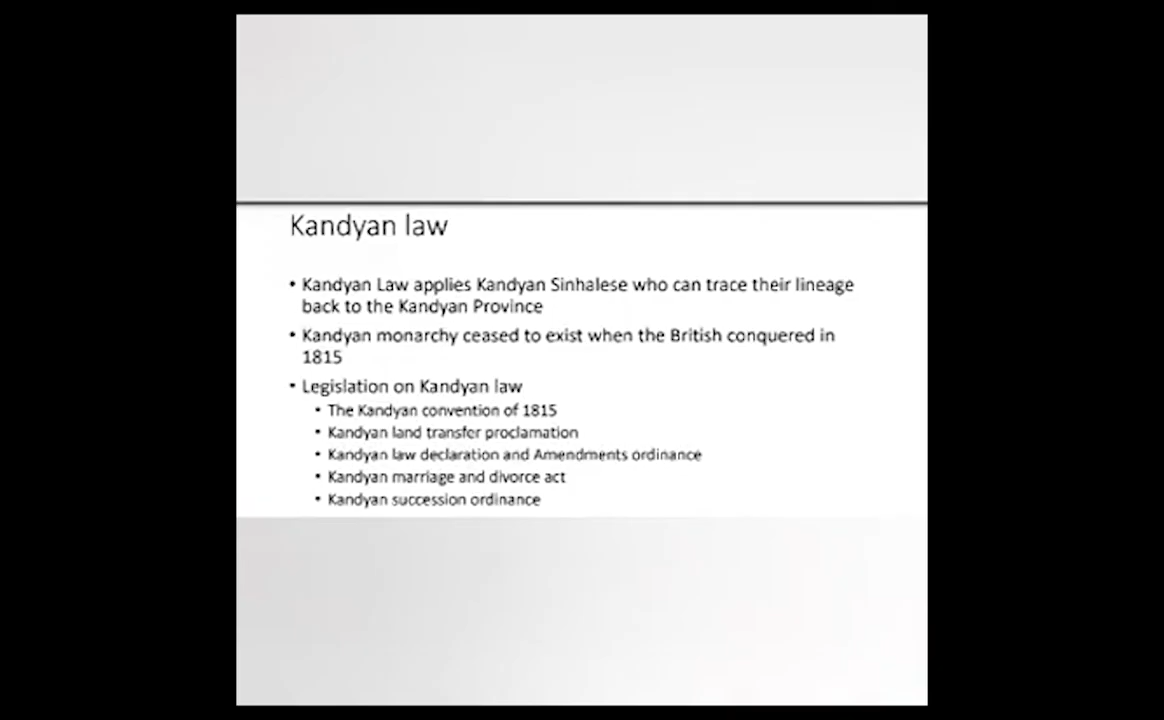 Kandyan law
• Kandyan Law applies Kandyan Sinhalese who can trace their lineage
back to the Kandyan Province
• Kandyan monarchy ceased to exist when the British conquered in
1815
• Legislation on Kandyan law
• The Kandyan convention of 1815
• Kandyan land transfer proclamation
• Kandyan law declaration and Amendments ordinance
• Kandyan marriage and divorce act
• Kandyan succession ordinance